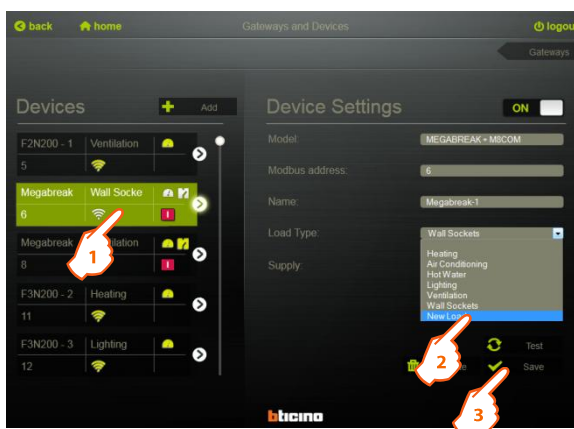 back home Gateways and Devices logou
Gateways
Devices + Add
F2N200 - 1 Ventilation
5
Megabreak Wall Socke
6
Megabreak
8
F3N200 - 2 Heating
11
F3N200 - 3 Lighting
12
Device Settings ON
Model: MEGABREAK + M8COM
Modbus address: 6
Name: Megabreak-1
Load Type: Wall Sockets
Heating
Air Conditioning
Hot Water
Lighting
Ventilation
Wall Sockets
New Loa
Supply:
Test
Save
1
2
3
bticino